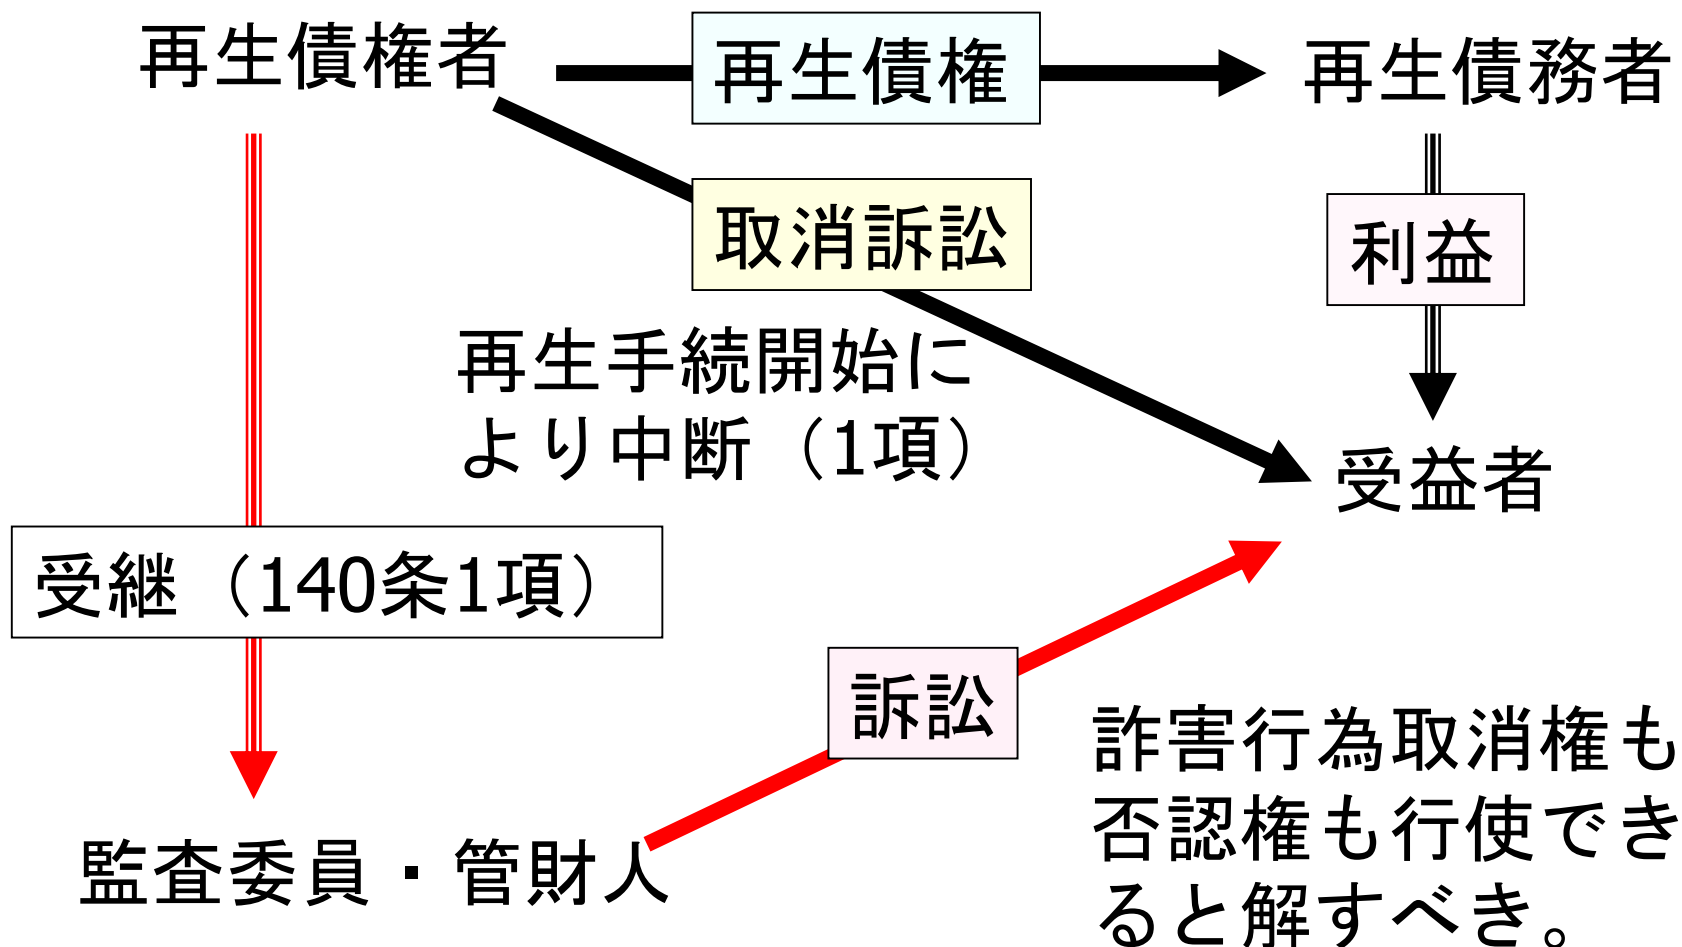 再生債権者
再生債権
再生債務者
取消訴訟
利益
再生手続開始に
より中断（1項）
受益者
受継（140条1項）
訴訟
監査委員・管財人
詐害行為取消権も
否認権も行使でき
ると解すべき。